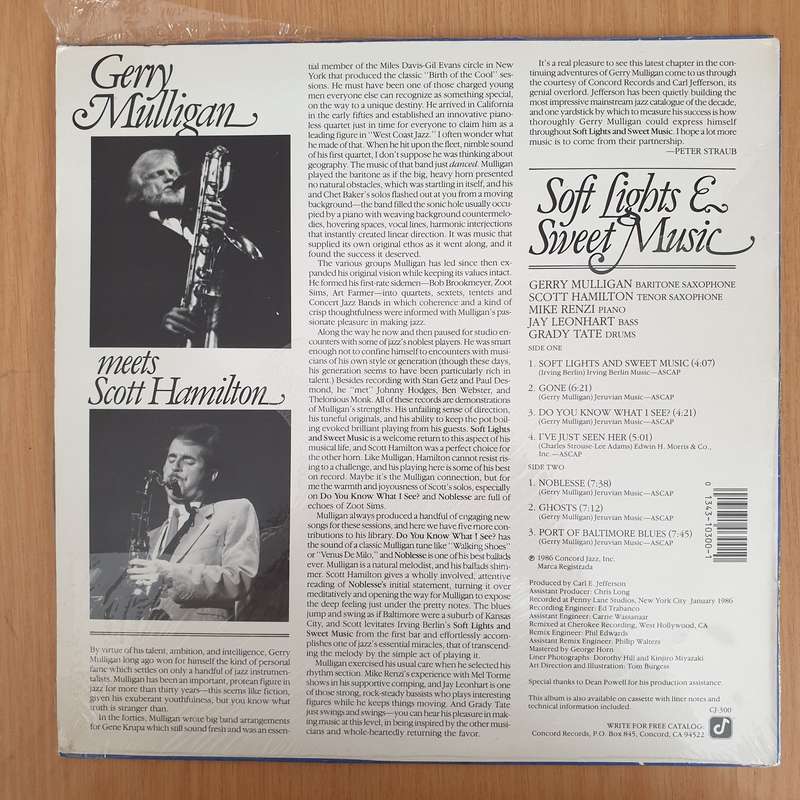 Gerry
Mulligan
meets
Scott Hamilton
By virtue of his talent, ambition, and intelligence, Gerry
Mulligan long ago won for himself the kind of personal
fame which settles on only a handful of jazz instrumen-
talists. Mulligan has been an important, protean figure in
jazz for more than thirty years—this seems like fiction,
given his exuberant youthfulness, but you know what
truth is stranger than.
In the forties, Mulligan wrote big band arrangements
for Gene Krupa which still sound fresh and was an essen-
tial member of the Miles Davis-Gil Evans circle in New
York that produced the classic "Birth of the Cool" ses-
sions. He must have been one of those charged young
men everyone else can recognize as something special,
on the way to a unique destiny. He arrived in California
in the early fifties and established an innovative piano-
less quartet just in time for everyone to claim him as a
leading figure in "West Coast Jazz." I often wonder what
he made of that. When he hit upon the fleet, nimble sound
of his first quartet, I don't suppose he was thinking about
geography. The music of that band just danced. Mulligan
played the baritone as if the big, heavy horn presented
no natural obstacles, which was startling in itself, and his
and Chet Baker's solos flashed out at you from a moving
background—the band filled the sonic hole usually occu-
pied by a piano with weaving background countermelo-
dies, hovering spaces, vocal lines, harmonic interjections
that instantly created linear direction. It was music that
supplied its own original ethos as it went along, and it
found the success it deserved.
The various groups Mulligan has led since then ex-
panded his original vision while keeping its values intact.
He formed his first-rate sidemen—Bob Brookmeyer, Zoot
Sims, Art Farmer—into quartets, sextets, tentets and
Concert Jazz Bands in which coherence and a kind of
crisp thoughtfulness were informed with Mulligan's pas-
sionate pleasure in making jazz.
Along the way he now and then paused for studio en-
counters with some of jazz's noblest players. He was smart
enough not to confine himself to encounters with musi-
cians of his own style or generation (though these days,
his generation seems to have been particularly rich in
talent.) Besides recording with Stan Getz and Paul Des-
mond, he "met" Johnny Hodges, Ben Webster, and
Thelonious Monk. All of these records are demonstrations
of Mulligan's strengths. His unfailing sense of direction,
his tuneful originals, and his ability to keep the pot boil-
ing evoked brilliant playing from his guests. Soft Lights
and Sweet Music is a welcome return to this aspect of his
musical life, and Scott Hamilton was a perfect choice for
the other horn. Like Mulligan, Hamilton cannot resist ris-
ing to a challenge, and his playing here is some of his best
on record. Maybe it's the Mulligan connection, but for
me the warmth and joyousness of Scott's solos, especially
on Do You Know What I See? and Noblesse are full of
echoes of Zoot Sims.
Mulligan always produced a handful of engaging new
songs for these sessions, and here we have five more con-
tributions to his library. Do You Know What I See? has
the sound of a classic Mulligan tune like "Walking Shoes"
or "Venus De Milo," and Noblesse is one of his best ballads
ever. Mulligan is a natural melodist, and his ballads shim-
mer. Scott Hamilton gives a wholly involved, attentive
reading of Noblesse's initial statement, turning it over
meditatively and opening the way for Mulligan to expose
the deep feeling just under the pretty notes. The blues
jump and swing as if Baltimore were a suburb of Kansas
City, and Scott levitates Irving Berlin's Soft Lights and
Sweet Music from the first bar and effortlessly accomp-
lishes one of jazz's essential miracles, that of transcend-
ing the melody by the simple act of playing it.
Mulligan exercised his usual care when he selected his
rhythm section. Mike Renzi's experience with Mel Torme
shows in his supportive comping, and Jay Leonhart is one
of those strong, rock-steady bassists who plays interesting
figures while he keeps things moving. And Grady Tate
just swings and swings—you can hear his pleasure in mak-
ing music at this level, in being inspired by the other musi-
cians and whole-heartedly returning the favor.
It's a real pleasure to see this latest chapter in the con-
tinuing adventures of Gerry Mulligan come to us through
the courtesy of Concord Records and Carl Jefferson, its
genial overlord. Jefferson has been quietly building the
most impressive mainstream jazz catalogue of the decade,
and one yardstick by which to measure his success is how
thoroughly Gerry Mulligan could express himself
throughout Soft Lights and Sweet Music. I hope a lot more
music is to come from their partnership.
—PETER STRAUB
Soft Lights &
Sweet Music
GERRY MULLIGAN BARITONE SAXOPHONE
SCOTT HAMILTON TENOR SAXOPHONE
MIKE RENZI PIANO
JAY LEONHART BASS
GRADY TATE DRUMS
SIDE ONE
1. SOFT LIGHTS AND SWEET MUSIC (4:07)
(Irving Berlin) Irving Berlin Music—ASCAP
2. GONE (6:21)
(Gerry Mulligan) Jeruvian Music—ASCAP
3. DO YOU KNOW WHAT I SEE? (4:21)
(Gerry Mulligan) Jeruvian Music—ASCAP
4. I'VE JUST SEEN HER (5:01)
(Charles Strouse-Lee Adams) Edwin H. Morris & Co.,
Inc.—ASCAP
SIDE TWO
1. NOBLESSE (7:38)
(Gerry Mulligan) Jeruvian Music—ASCAP
2. GHOSTS (7:12)
(Gerry Mulligan) Jeruvian Music—ASCAP
3. PORT OF BALTIMORE BLUES (7:45)
(Gerry Mulligan) Jeruvian Music—ASCAP
0 1343-10300-1
℗ 1986 Concord Jazz, Inc.
Marca Registrada
Produced by Carl E. Jefferson
Assistant Producer: Chris Long
Recorded at Penny Lane Studios, New York City January 1986
Recording Engineer: Ed Trabanco
Assistant Engineer: Carne Wassanaar
Remixed at Cherokee Recording, West Hollywood, CA
Remix Engineer: Phil Edwards
Assistant Remix Engineer: Philip Walters
Mastered by George Horn
Liner Photographers: Dorothy Hill and Kinjiro Miyazaki
Art Direction and Illustration: Tom Burgess
Special thanks to Dean Powell for his production assistance.
This album is also available on cassette with liner notes and
technical information included.
CJ-300
WRITE FOR FREE CATALOG:
Concord Records, P.O. Box 845, Concord, CA 94522